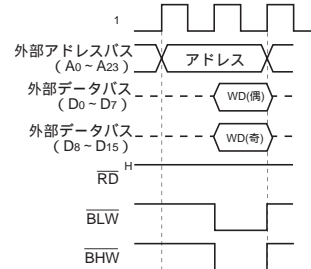 1
外部アドレスバス
(A0~A23)
アドレス
外部データバス
(D0~D7)
WD(偶)
外部データバス
(D8~D15)
WD(奇)
H
RD
BLW
BHW